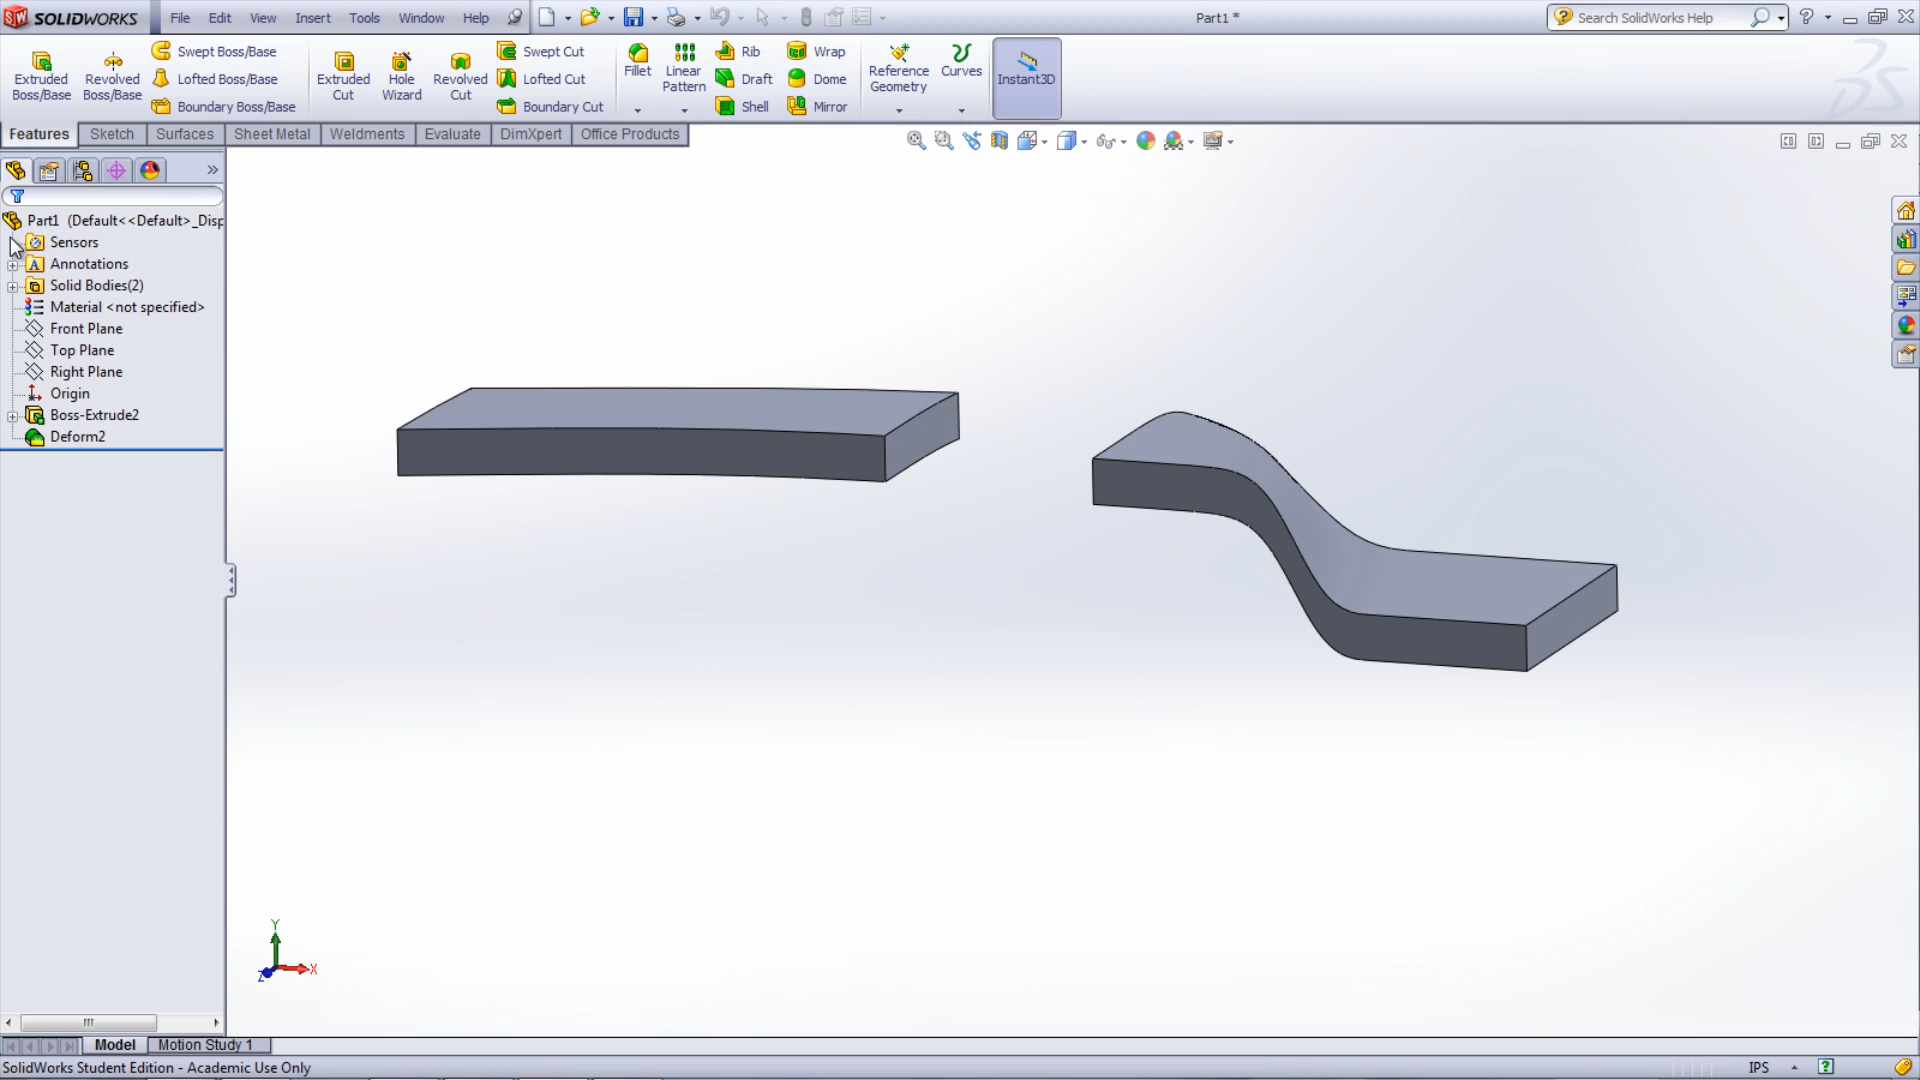 SOLIDWORKS File Edit View Insert Tools Window Help Part1 * Search SolidWorks Help
Extruded Boss/Base
Revolved Boss/Base
Swept Boss/Base
Lofted Boss/Base
Boundary Boss/Base
Extruded Cut
Hole Wizard
Revolved Cut
Swept Cut
Lofted Cut
Boundary Cut
Fillet
Linear Pattern
Rib
Draft
Shell
Wrap
Dome
Mirror
Reference Geometry
Curves
Instant3D
Features Sketch Surfaces Sheet Metal Weldments Evaluate DimXpert Office Products
Part1 (Default<<Default>_Disp
Sensors
Annotations
Solid Bodies(2)
Material <not specified>
Front Plane
Top Plane
Right Plane
Origin
Boss-Extrude2
Deform2
Y
X
Z
Model Motion Study 1
SolidWorks Student Edition - Academic Use Only IPS